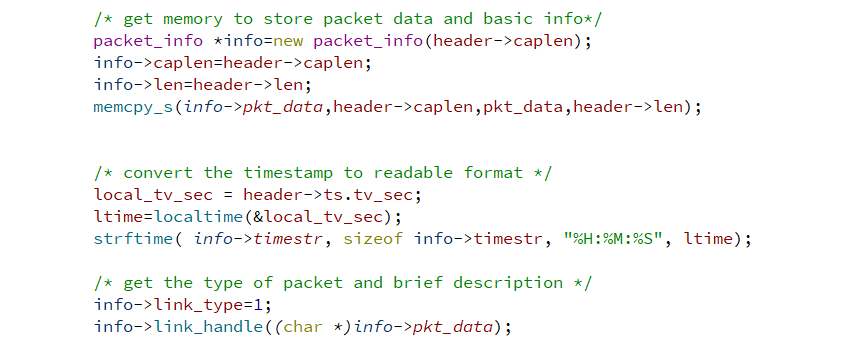 /* get memory to store packet data and basic info*/
packet_info *info=new packet_info(header->caplen);
info->caplen=header->caplen;
info->len=header->len;
memcpy_s(info->pkt_data,header->caplen,pkt_data,header->len);
/* convert the timestamp to readable format */
local_tv_sec = header->ts.tv_sec;
ltime=localtime(&local_tv_sec);
strftime( info->timestr, sizeof info->timestr, "%H:%M:%S", ltime);
/* get the type of packet and brief description */
info->link_type=1;
info->link_handle((char *)info->pkt_data);